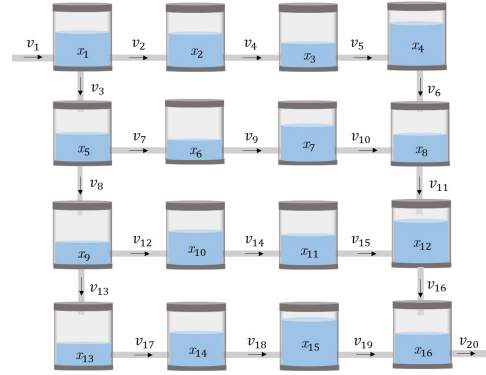 v₁ x₁ v₂ x₂ v₄ x₃ v₅ x₄
v₃ v₆
x₅ v₇ x₆ v₉ x₇ v₁₀ x₈
v₈ v₁₁
x₉ v₁₂ x₁₀ v₁₄ x₁₁ v₁₅ x₁₂
v₁₃ v₁₆
x₁₃ v₁₇ x₁₄ v₁₈ x₁₅ v₁₉ x₁₆ v₂₀